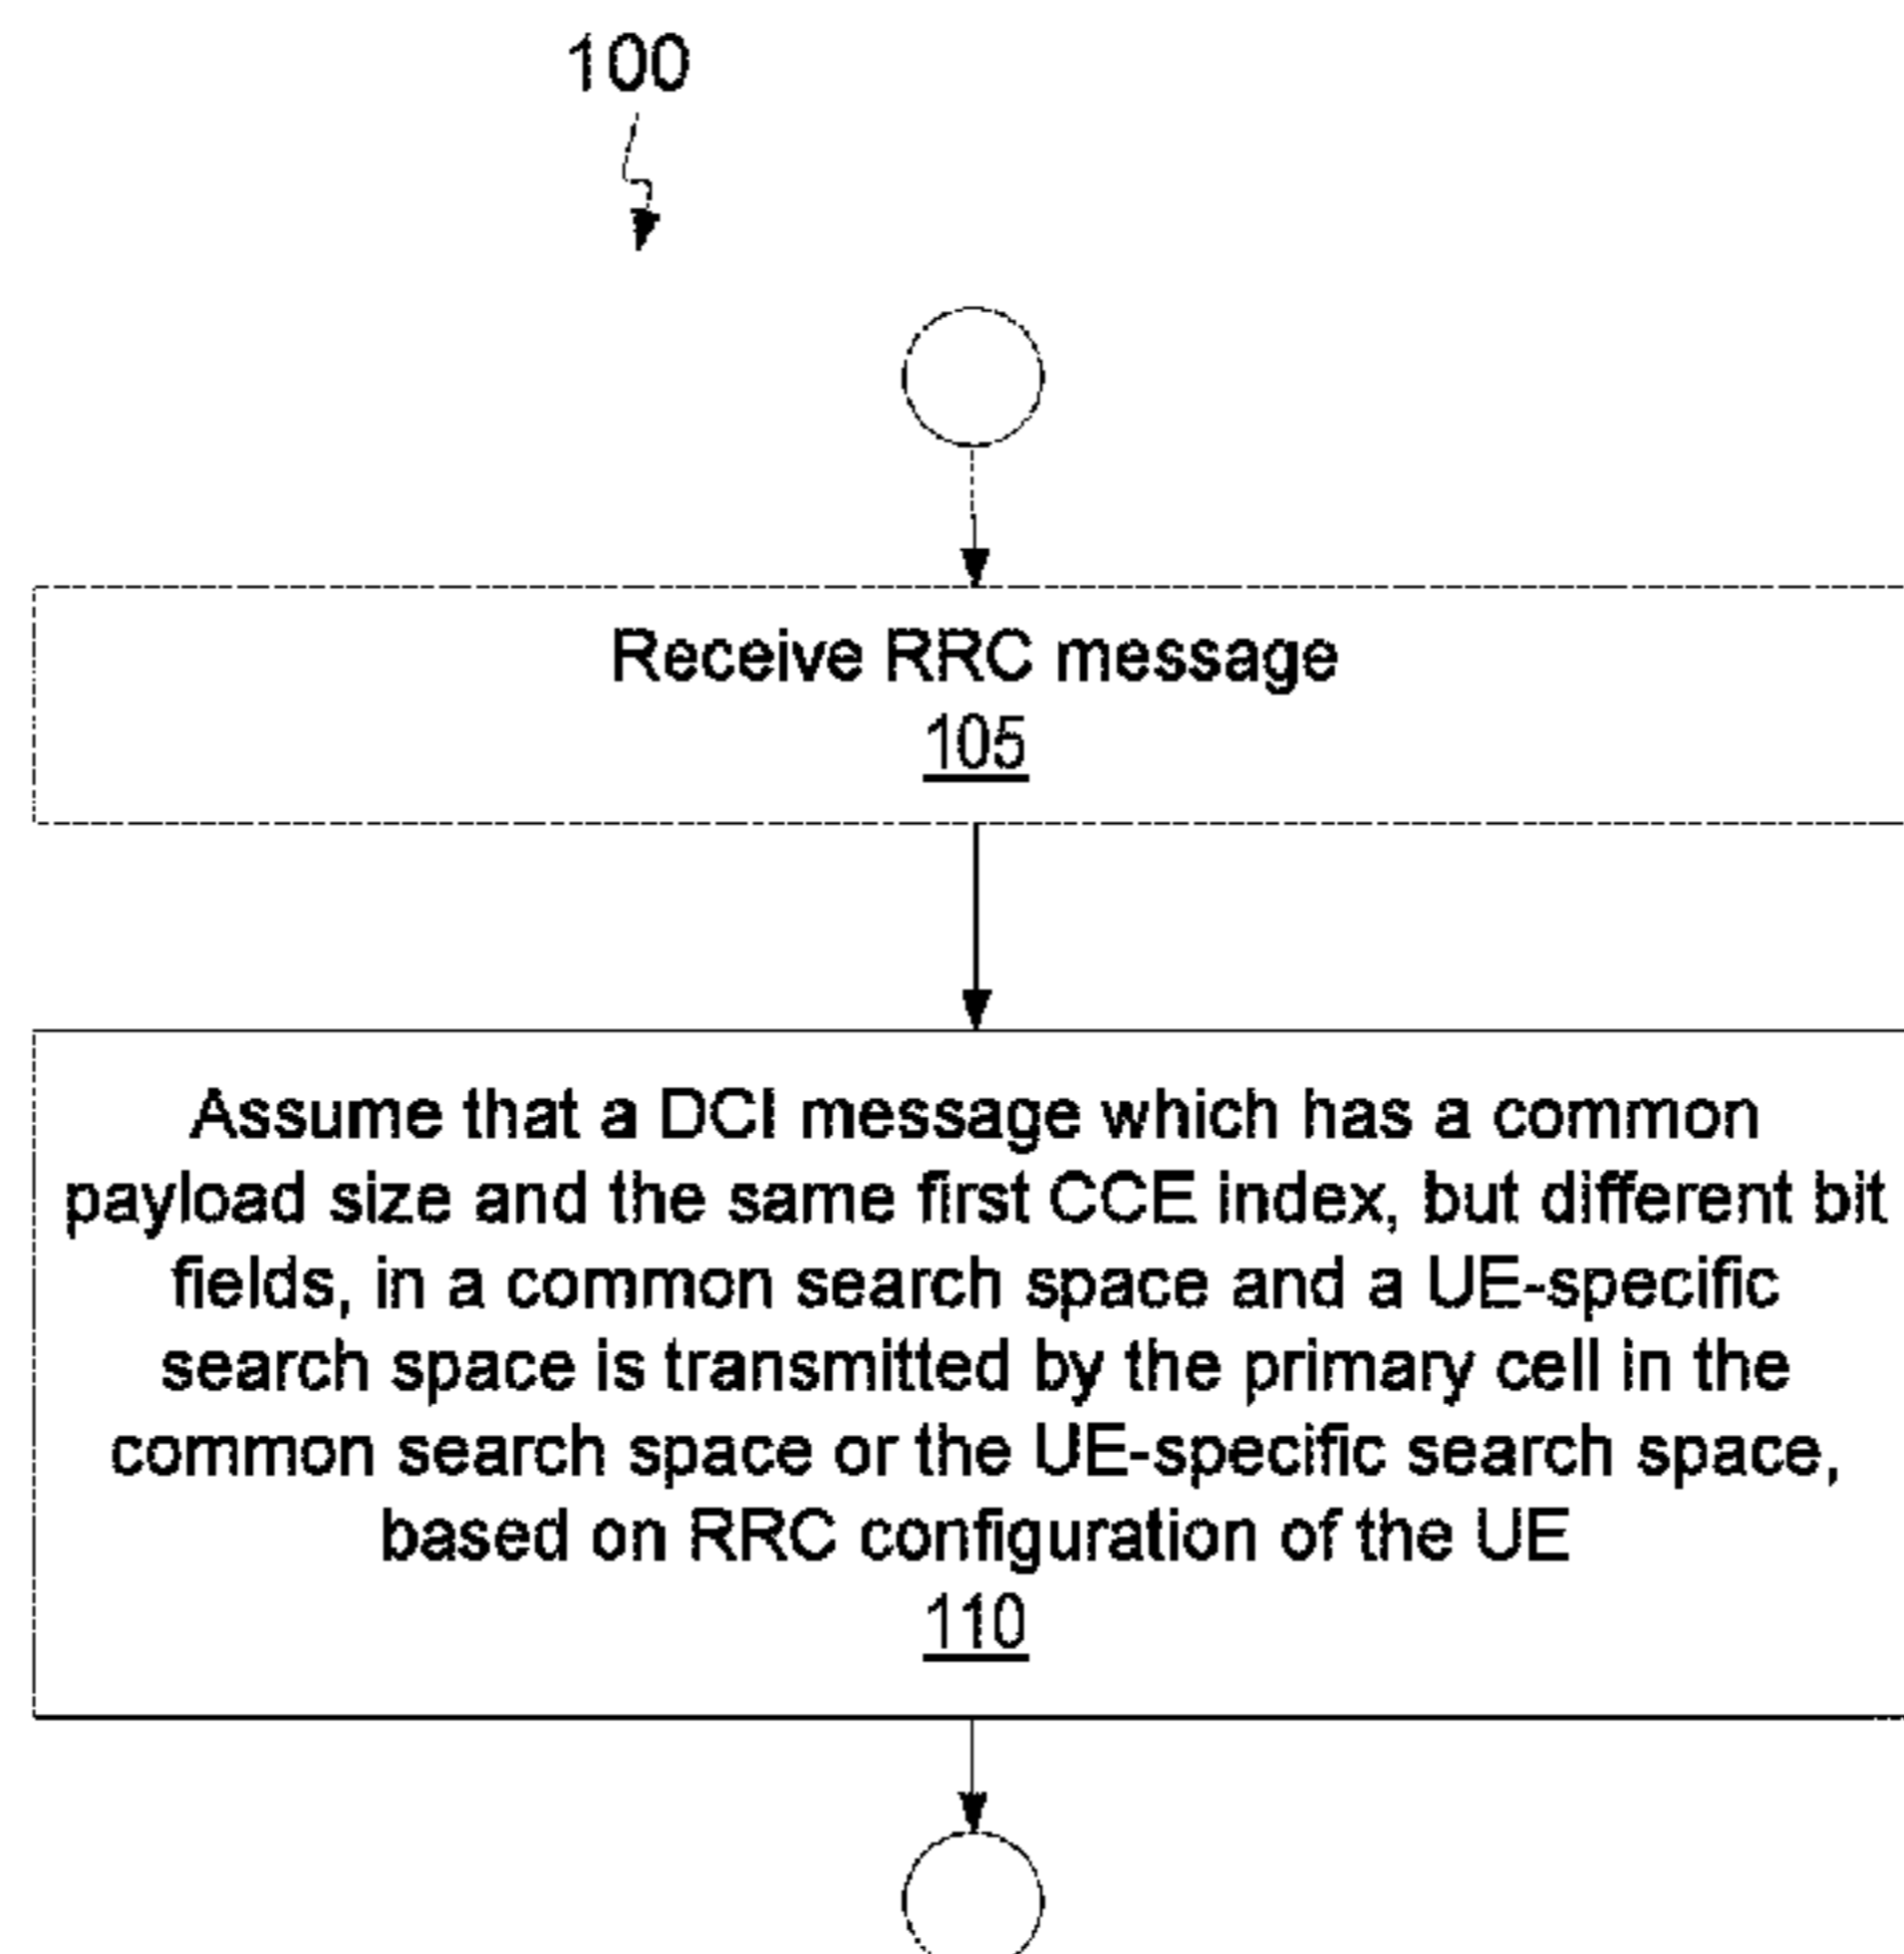 100
Receive RRC message
105
Assume that a DCI message which has a common
payload size and the same first CCE index, but different bit
fields, in a common search space and a UE-specific
search space is transmitted by the primary cell in the
common search space or the UE-specific search space,
based on RRC configuration of the UE
110